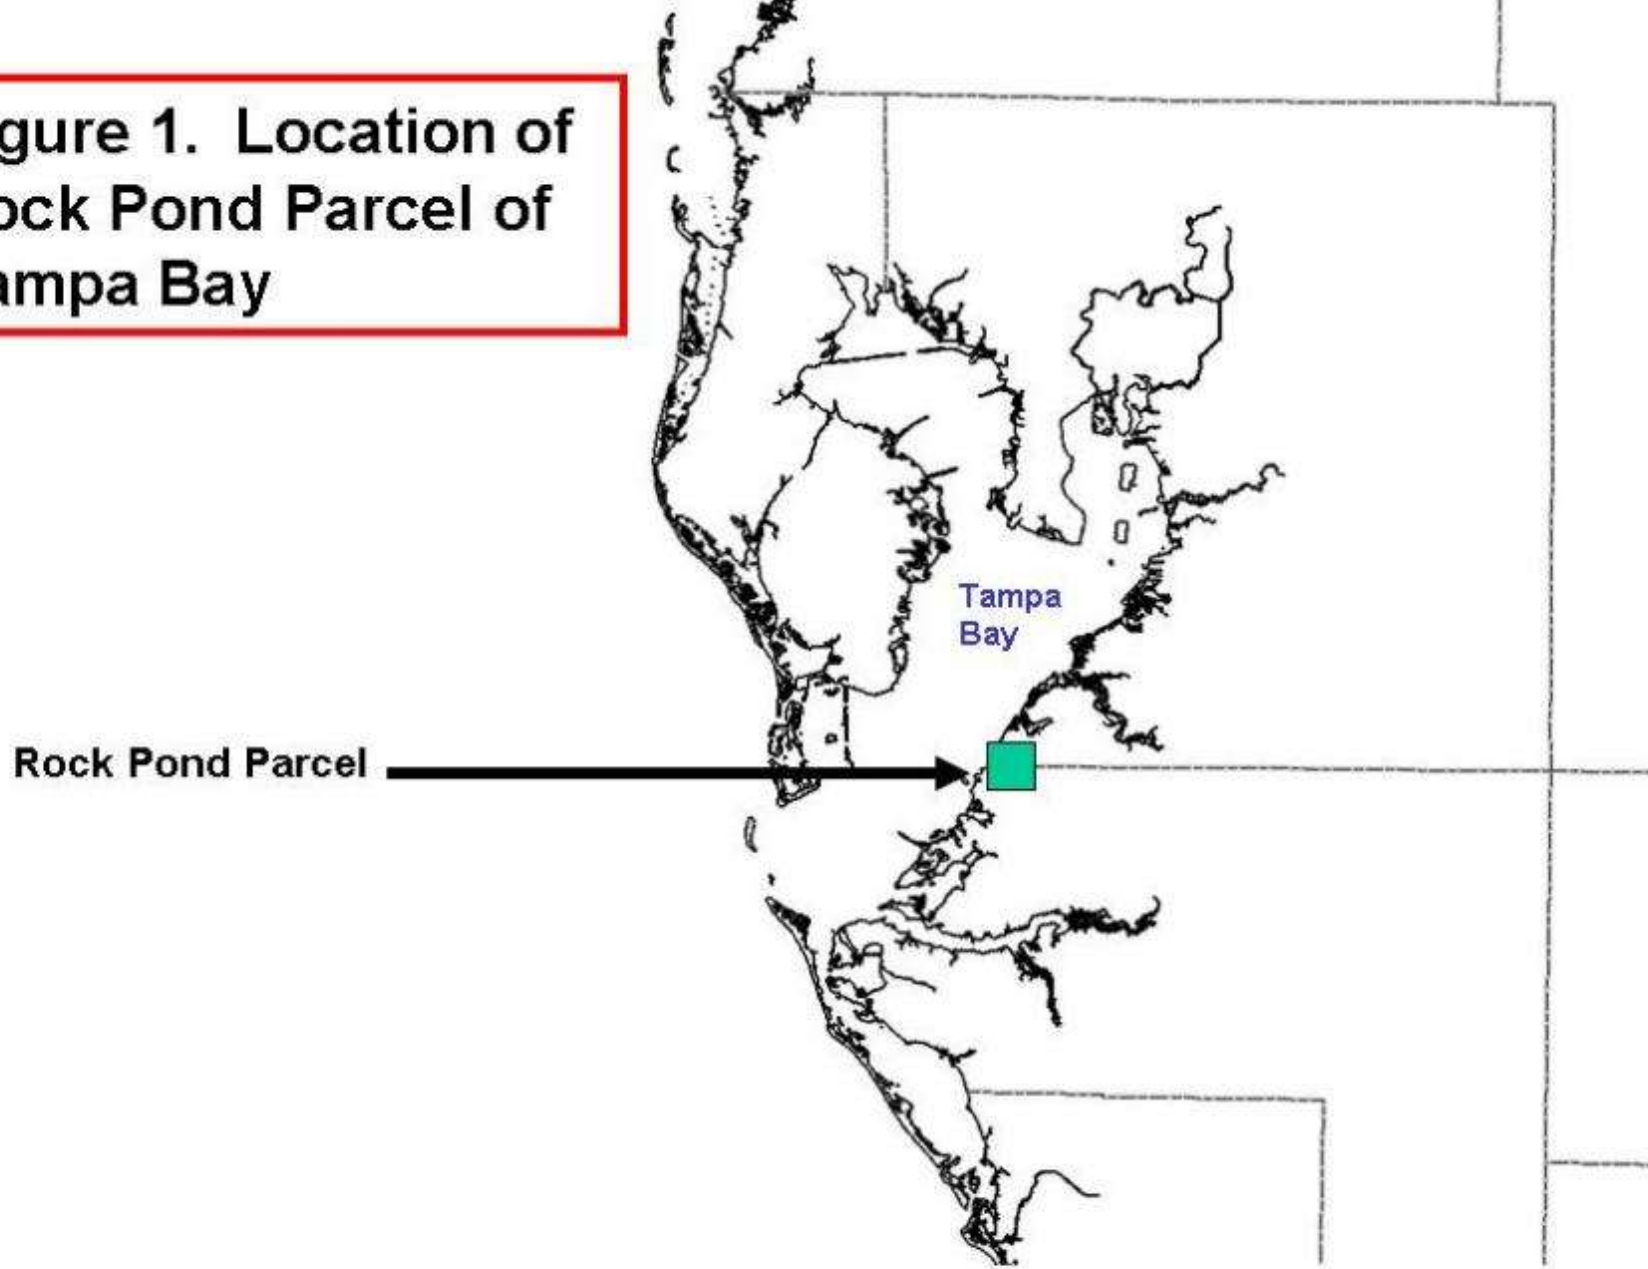 gure 1. Location of
ock Pond Parcel of
ampa Bay
Tampa
Bay
Rock Pond Parcel